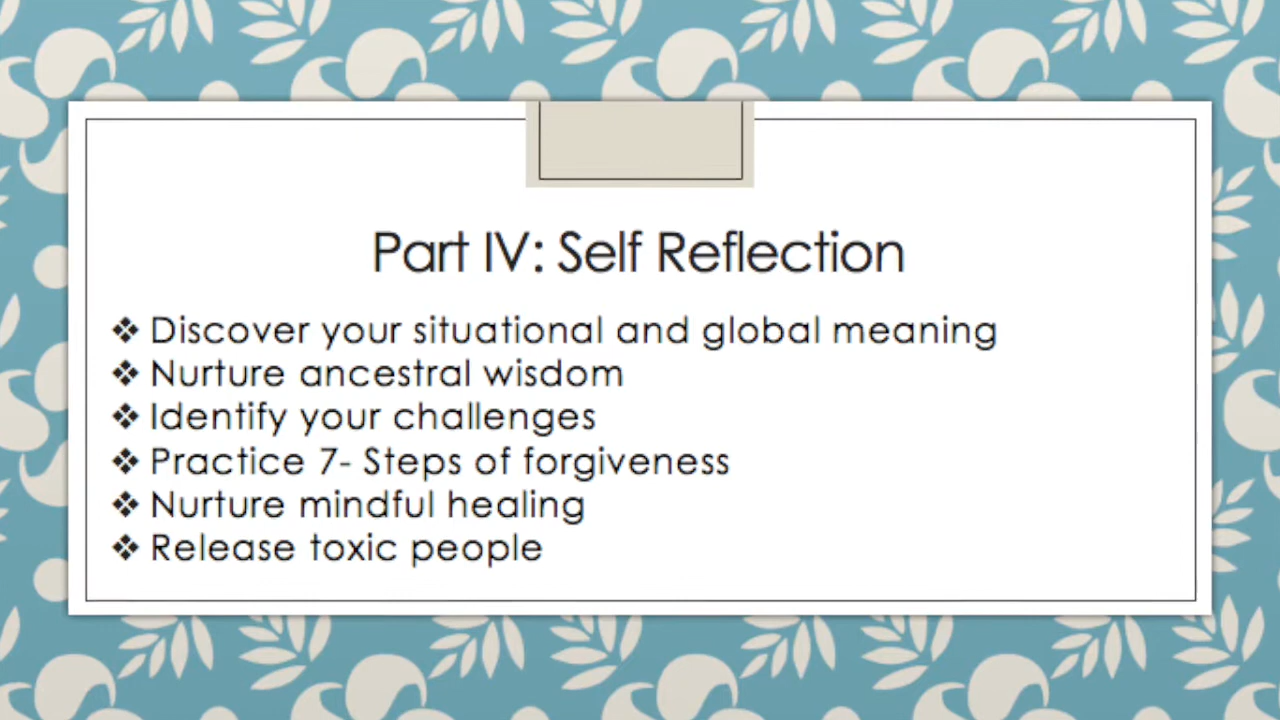 Part IV: Self Reflection
❖ Discover your situational and global meaning
❖ Nurture ancestral wisdom
❖ Identify your challenges
❖ Practice 7- Steps of forgiveness
❖ Nurture mindful healing
❖ Release toxic people